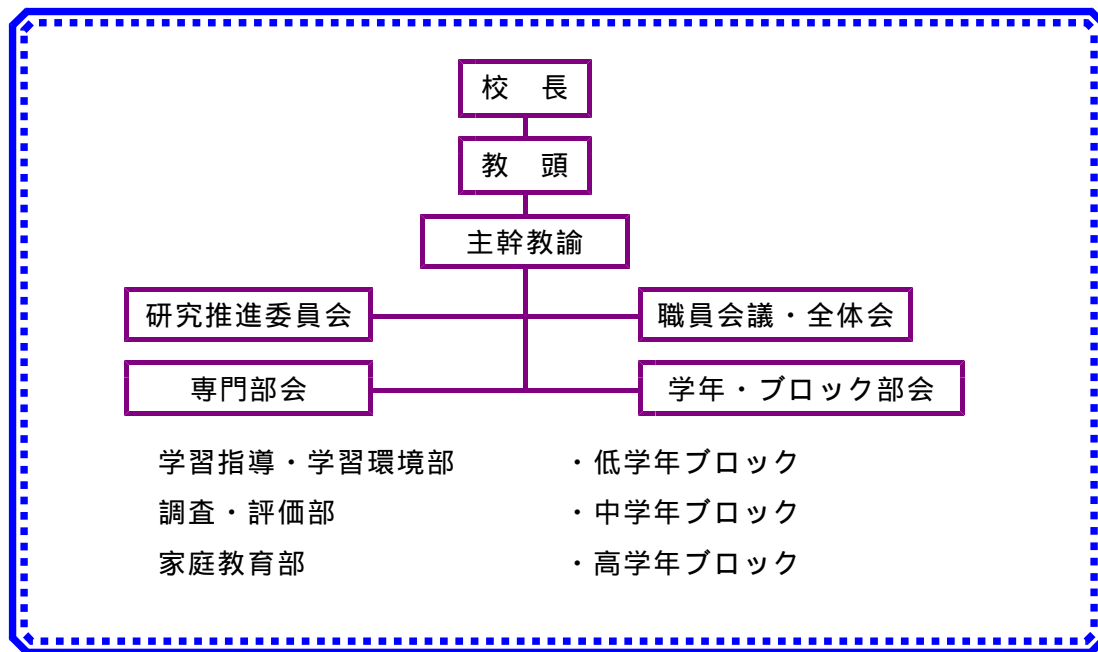 校　長
教　頭
主幹教諭
研究推進委員会
職員会議・全体会
専門部会
学年・ブロック部会
学習指導・学習環境部
・低学年ブロック
調査・評価部
・中学年ブロック
家庭教育部
・高学年ブロック